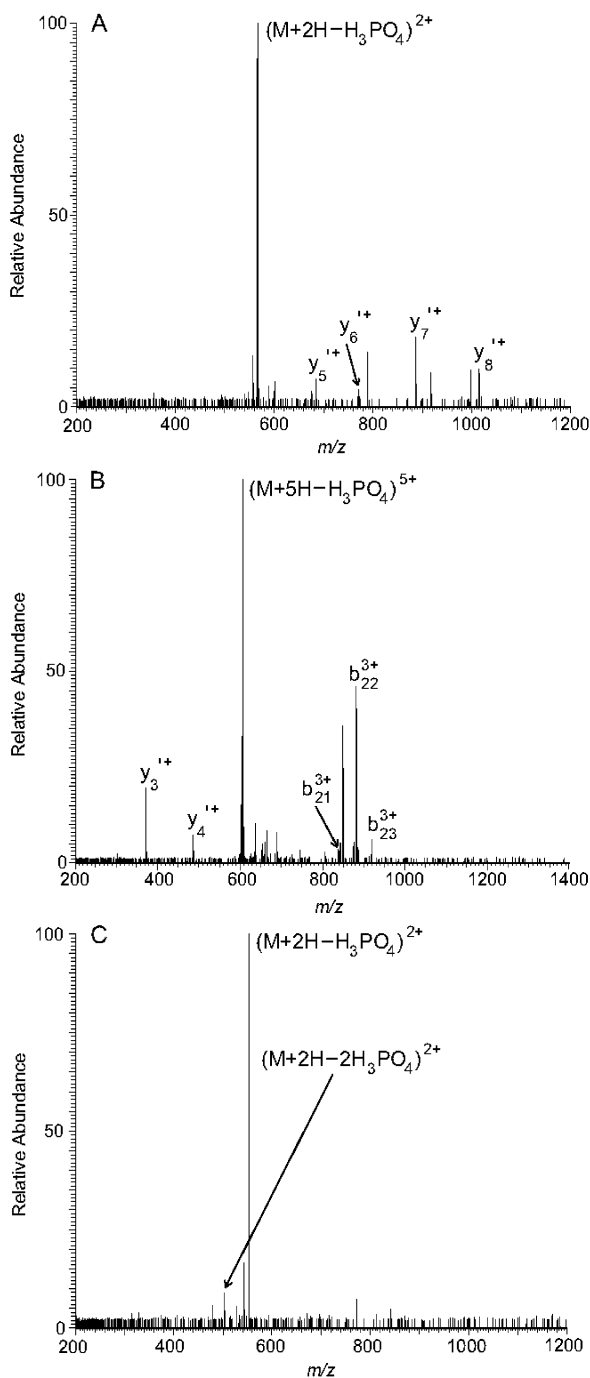 A
(M+2H−H₃PO₄)²⁺
100
50
0
Relative Abundance
y₅'⁺
y₆'⁺
y₇'⁺
y₈'⁺
200 400 600 800 1000 1200
m/z
B
(M+5H−H₃PO₄)⁵⁺
100
50
0
Relative Abundance
y₃'⁺
y₄'⁺
b₂₁³⁺
b₂₂³⁺
b₂₃³⁺
200 400 600 800 1000 1200 1400
m/z
C
(M+2H−H₃PO₄)²⁺
(M+2H−2H₃PO₄)²⁺
100
50
0
Relative Abundance
200 400 600 800 1000 1200
m/z